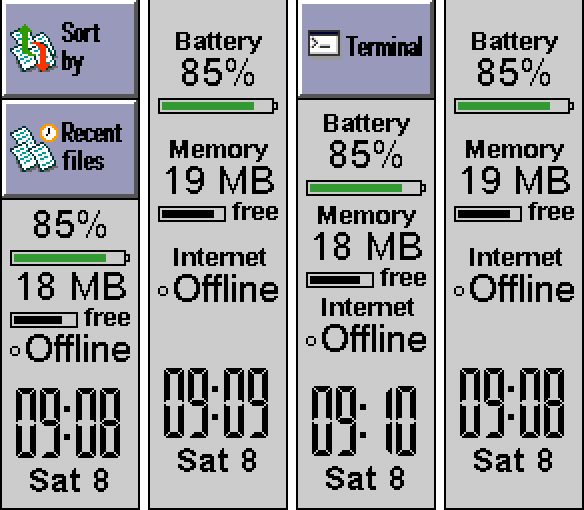 Sort
by
Recent
files
85%
18 MB
free
Offline
09:08
Sat 8
Battery
85%
Memory
19 MB
free
Internet
Offline
09:09
Sat 8
Terminal
Battery
85%
Memory
18 MB
free
Internet
Offline
09:10
Sat 8
Battery
85%
Memory
19 MB
free
Internet
Offline
09:08
Sat 8